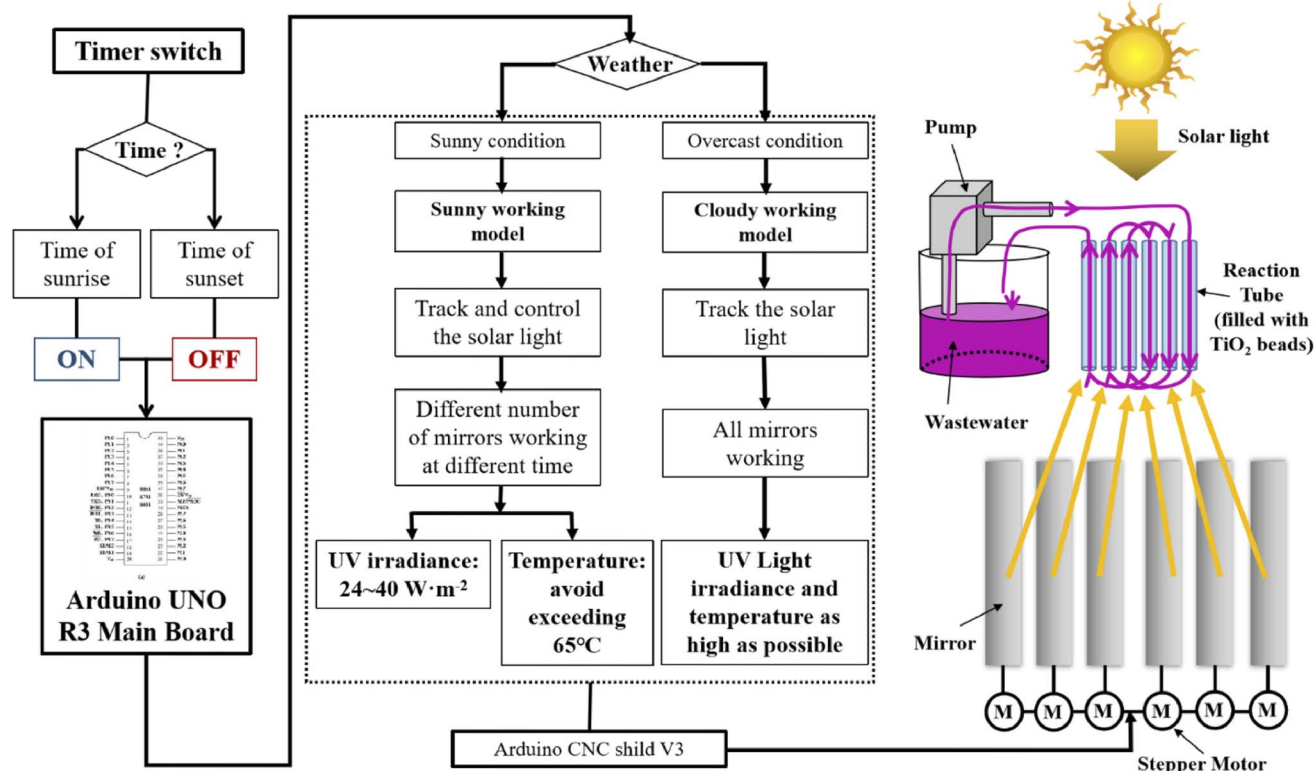 Timer switch
Time ?
Time of
sunrise
Time of
sunset
ON
OFF
Arduino UNO
R3 Main Board
Weather
Sunny condition
Sunny working
model
Track and control
the solar light
Different number
of mirrors working
at different time
UV irradiance:
24~40 W·m⁻²
Temperature:
avoid
exceeding
65°C
Overcast condition
Cloudy working
model
Track the solar
light
All mirrors
working
UV Light
irradiance and
temperature as
high as possible
Arduino CNC shild V3
Solar light
Pump
Reaction
Tube
(filled with
TiO₂ beads)
Wastewater
Mirror
M M M M M M
Stepper Motor